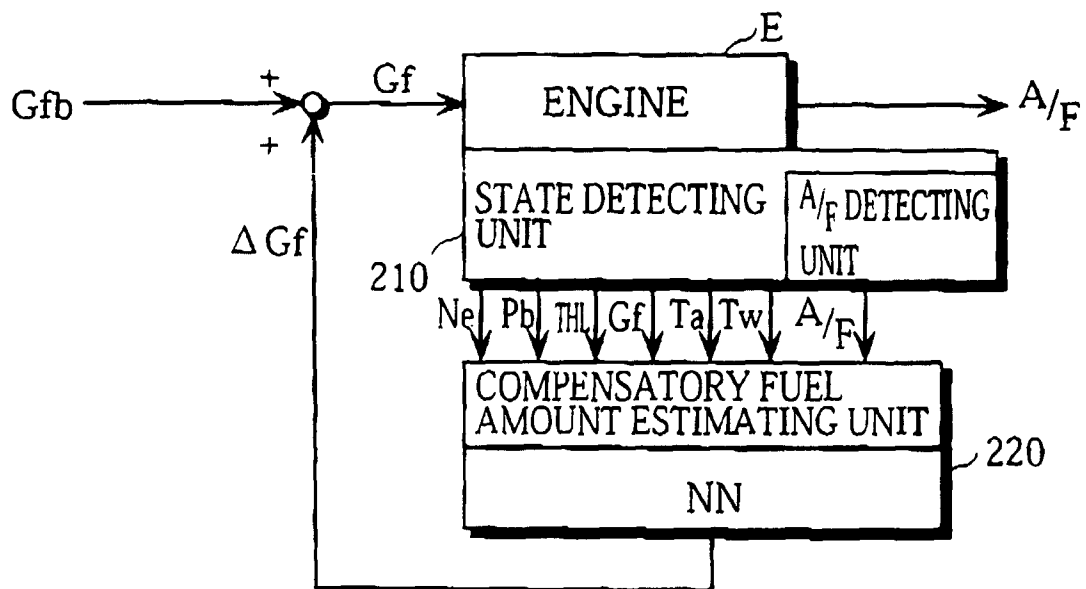 E
+
Gfb
Gf
ENGINE
A/F
+
STATE DETECTING
UNIT
A/F DETECTING
UNIT
Δ Gf
210
Ne
Pb
THL
Gf
Ta
Tw
A/F
COMPENSATORY FUEL
AMOUNT ESTIMATING UNIT
220
NN